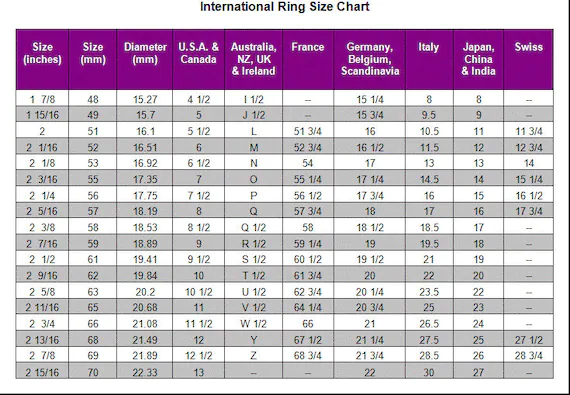 International Ring Size Chart
Size (inches) Size (mm) Diameter (mm) U.S.A. & Canada Australia, NZ, UK & Ireland France Germany, Belgium, Scandinavia Italy Japan, China & India Swiss
1 7/8 48 15.27 4 1/2 I 1/2 -- 15 1/4 8 8 --
1 15/16 49 15.7 5 J 1/2 -- 15 3/4 9.5 9 --
2 51 16.1 5 1/2 L 51 3/4 16 10.5 11 11 3/4
2 1/16 52 16.51 6 M 52 3/4 16 1/2 11.5 12 12 3/4
2 1/8 53 16.92 6 1/2 N 54 17 13 13 14
2 3/16 55 17.35 7 O 55 1/4 17 1/4 14.5 14 15 1/4
2 1/4 56 17.75 7 1/2 P 56 1/2 17 3/4 16 15 16 1/2
2 5/16 57 18.19 8 Q 57 3/4 18 17 16 17 3/4
2 3/8 58 18.53 8 1/2 Q 1/2 58 18 1/2 18.5 17 --
2 7/16 59 18.89 9 R 1/2 59 1/4 19 19.5 18 --
2 1/2 61 19.41 9 1/2 S 1/2 60 1/2 19 1/2 21 19 --
2 9/16 62 19.84 10 T 1/2 61 3/4 20 22 20 --
2 5/8 63 20.2 10 1/2 U 1/2 62 3/4 20 1/4 23.5 22 --
2 11/16 65 20.68 11 V 1/2 64 1/4 20 3/4 25 23 --
2 3/4 66 21.08 11 1/2 W 1/2 66 21 26.5 24 --
2 13/16 68 21.49 12 Y 67 1/2 21 1/4 27.5 25 27 1/2
2 7/8 69 21.89 12 1/2 Z 68 3/4 21 3/4 28.5 26 28 3/4
2 15/16 70 22.33 13 -- -- 22 30 27 --